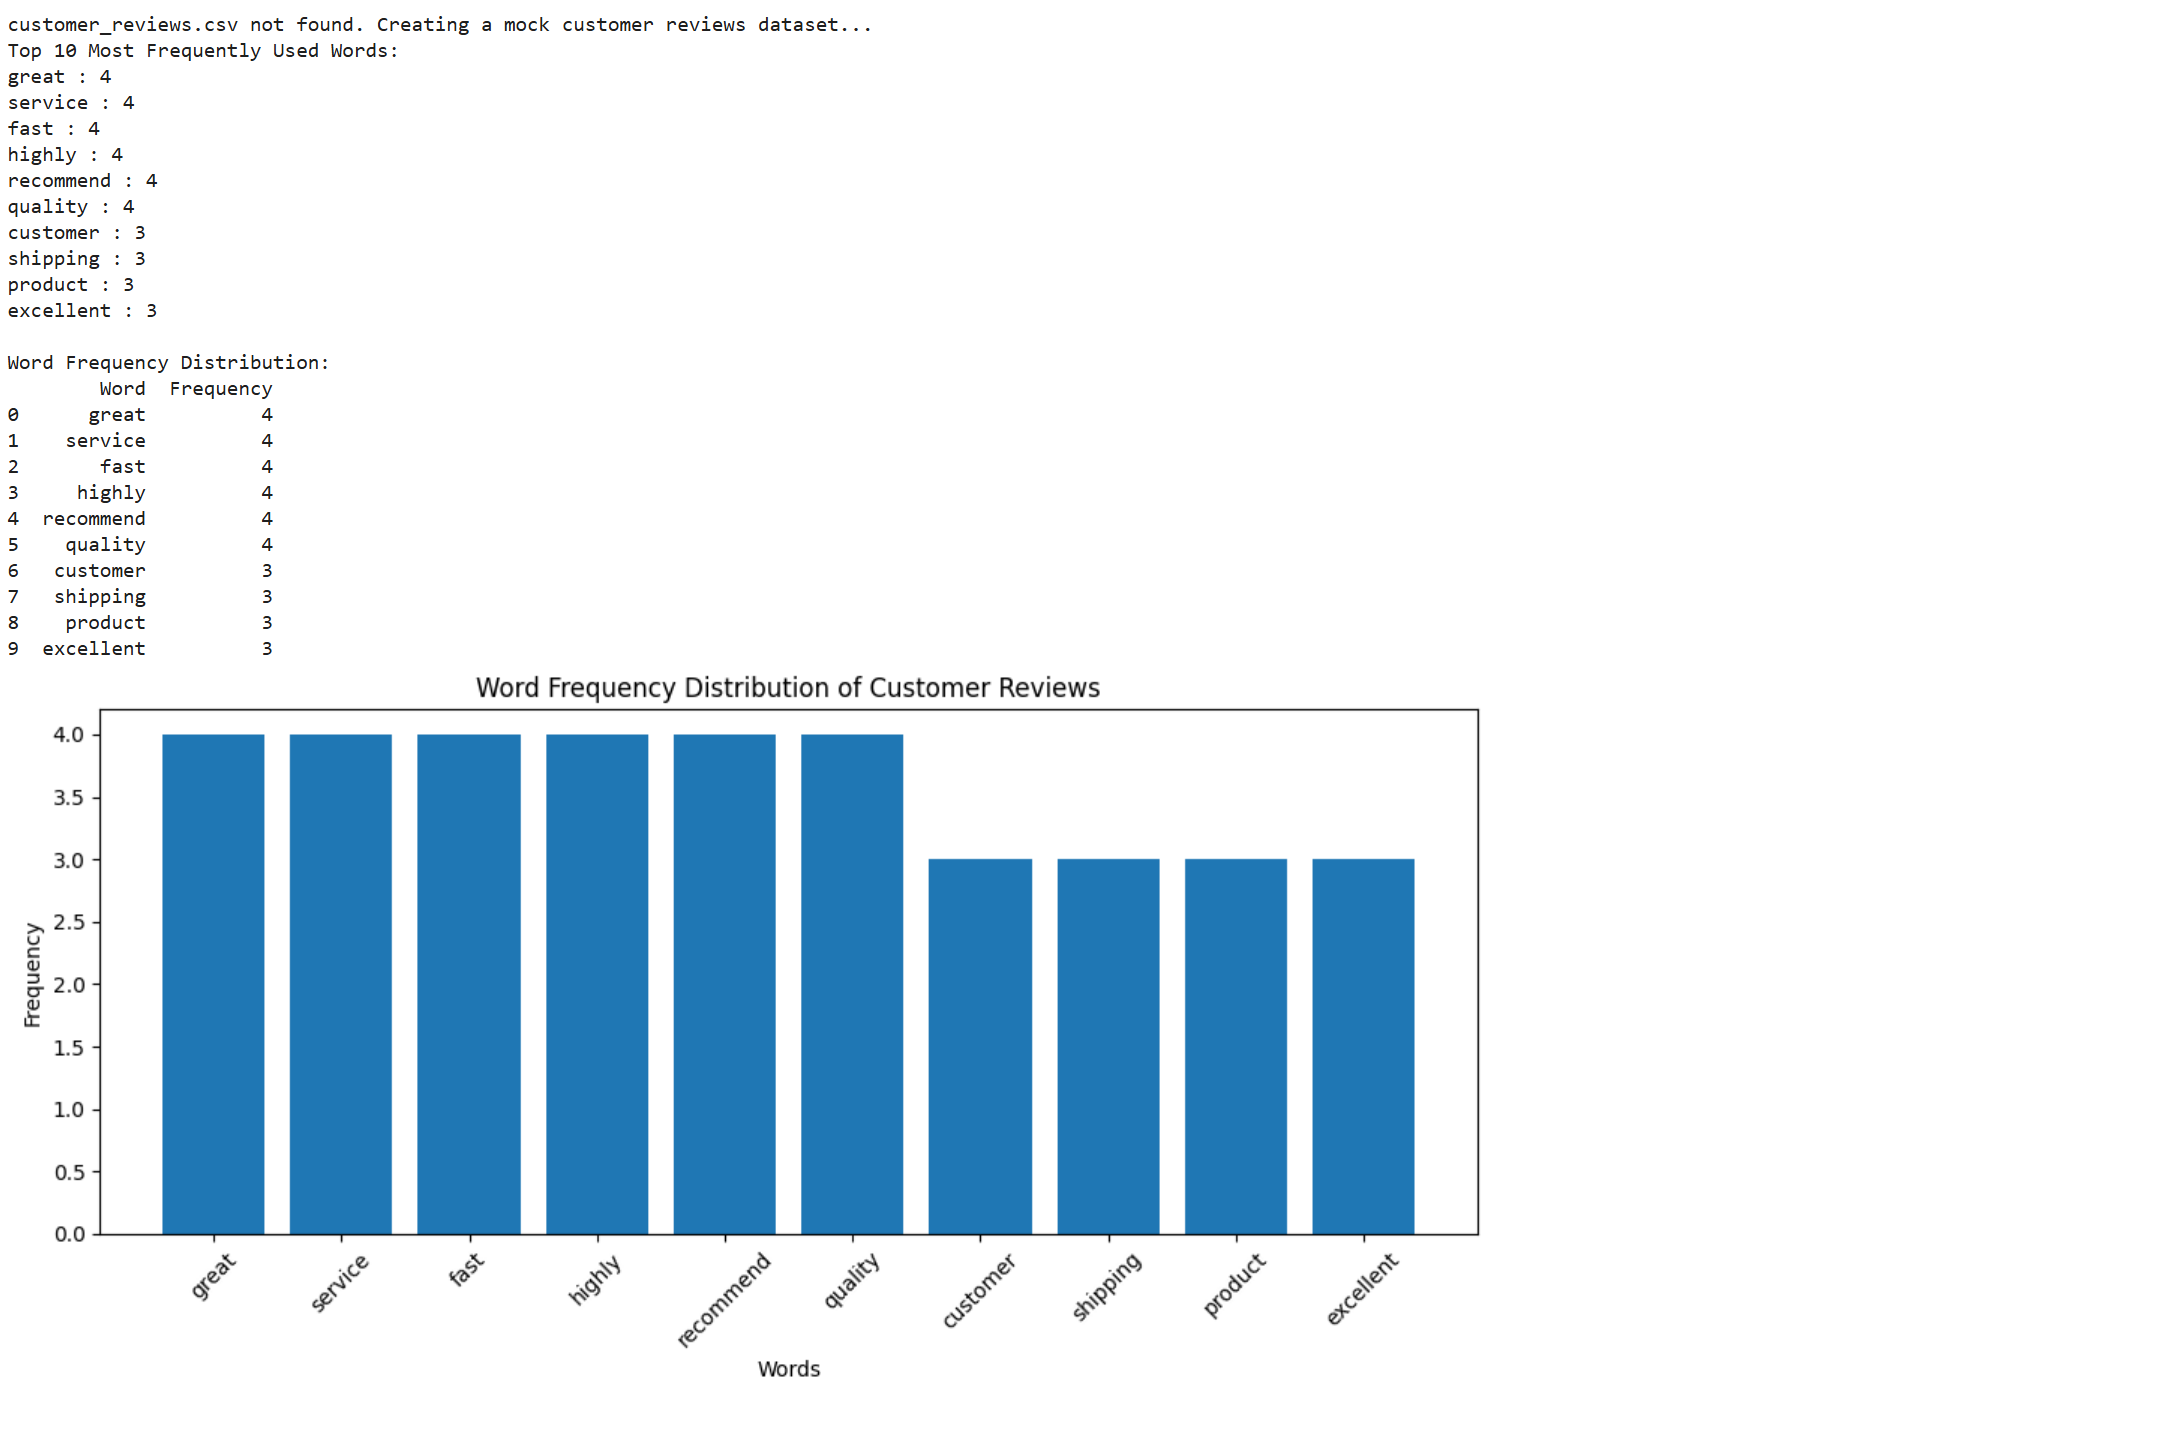 customer_reviews.csv not found. Creating a mock customer reviews dataset...
Top 10 Most Frequently Used Words:
great : 4
service : 4
fast : 4
highly : 4
recommend : 4
quality : 4
customer : 3
shipping : 3
product : 3
excellent : 3

Word Frequency Distribution:
        Word  Frequency
0      great          4
1    service          4
2       fast          4
3     highly          4
4  recommend          4
5    quality          4
6   customer          3
7   shipping          3
8    product          3
9  excellent          3
Word Frequency Distribution of Customer Reviews
4.0
3.5
3.0
2.5
2.0
1.5
1.0
0.5
0.0
Frequency
great
service
fast
highly
recommend
quality
customer
shipping
product
excellent
Words